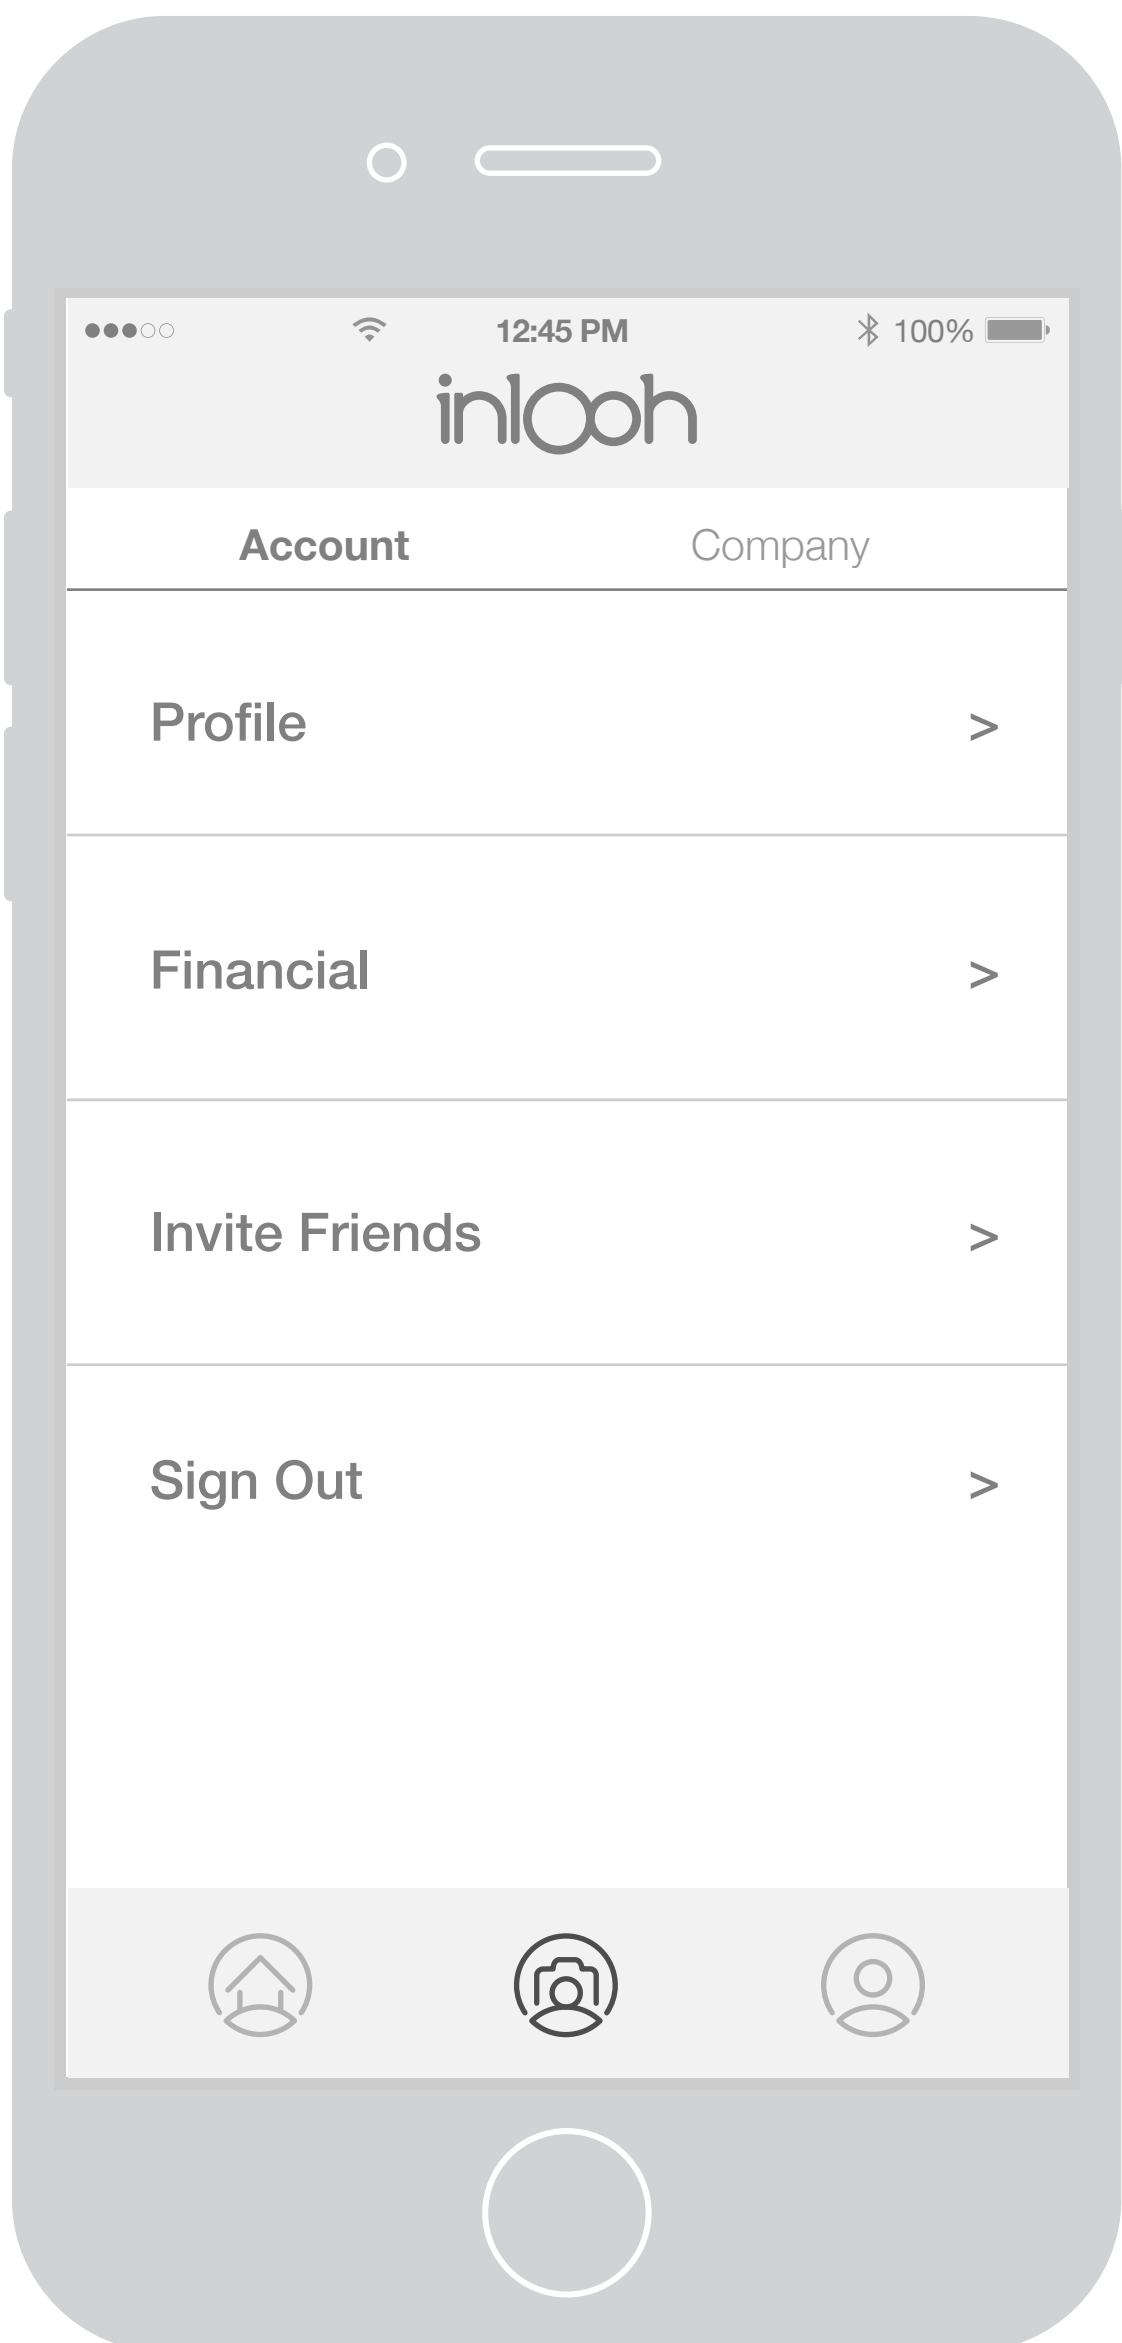 12:45 PM 100%
inlooh
Account Company
Profile >
Financial >
Invite Friends >
Sign Out >